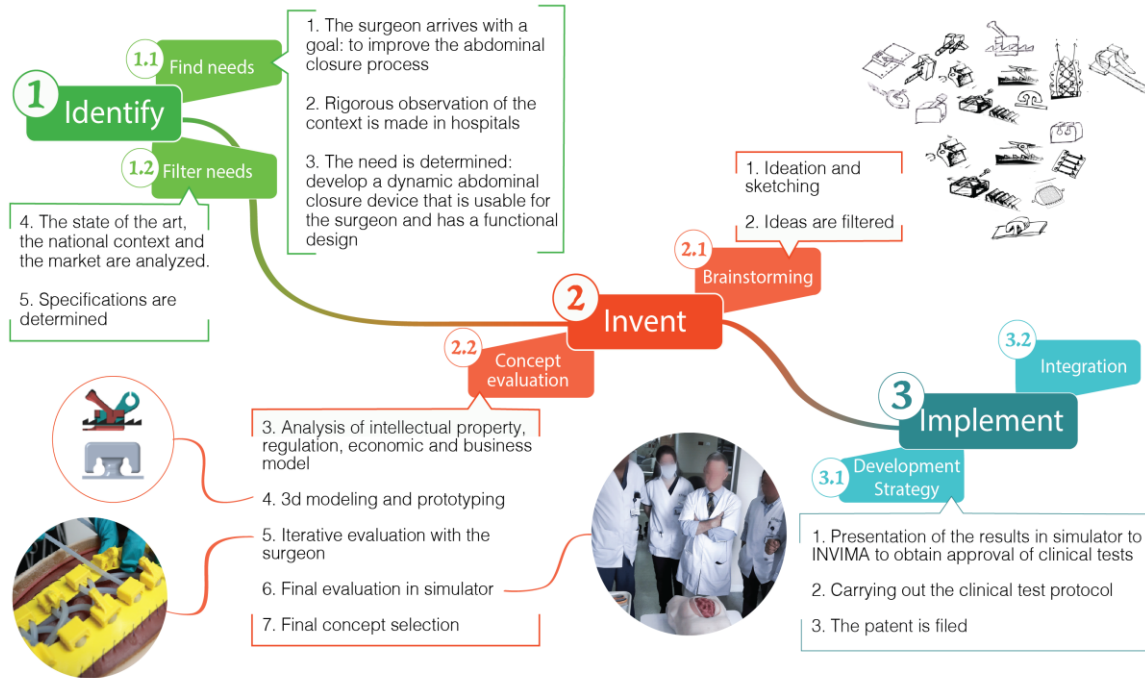 1
Identify
1.1
Find needs
1. The surgeon arrives with a
goal: to improve the abdominal
closure process
2. Rigorous observation of the
context is made in hospitals
3. The need is determined:
develop a dynamic abdominal
closure device that is usable for
the surgeon and has a functional
design
1.2
Filter needs
4. The state of the art,
the national context and
the market are analyzed.
5. Specifications are
determined
2
Invent
2.1
Brainstorming
1. Ideation and
sketching
2. Ideas are filtered
2.2
Concept
evaluation
3. Analysis of intellectual property,
regulation, economic and business
model
4. 3d modeling and prototyping
5. Iterative evaluation with the
surgeon
6. Final evaluation in simulator
7. Final concept selection
3
Implement
3.2
Integration
3.1
Development
Strategy
1. Presentation of the results in simulator to
INVIMA to obtain approval of clinical tests
2. Carrying out the clinical test protocol
3. The patent is filed